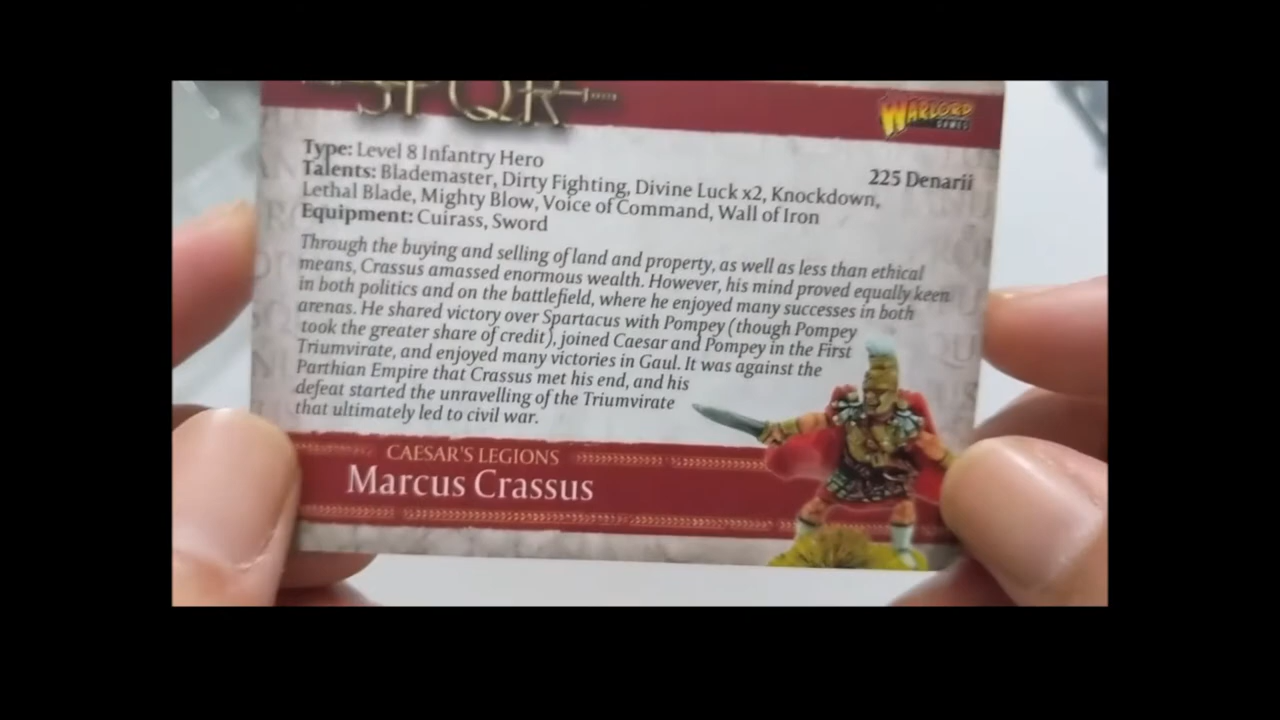 SPQR
WARLORD
GAMES
Type: Level 8 Infantry Hero
225 Denarii
Talents: Blademaster, Dirty Fighting, Divine Luck x2, Knockdown,
Lethal Blade, Mighty Blow, Voice of Command, Wall of Iron
Equipment: Cuirass, Sword
Through the buying and selling of land and property, as well as less than ethical
means, Crassus amassed enormous wealth. However, his mind proved equally keen
in both politics and on the battlefield, where he enjoyed many successes in both
arenas. He shared victory over Spartacus with Pompey (though Pompey
took the greater share of credit), joined Caesar and Pompey in the First
Triumvirate, and enjoyed many victories in Gaul. It was against the
Parthian Empire that Crassus met his end, and his
defeat started the unravelling of the Triumvirate
that ultimately led to civil war.
CAESAR'S LEGIONS
Marcus Crassus